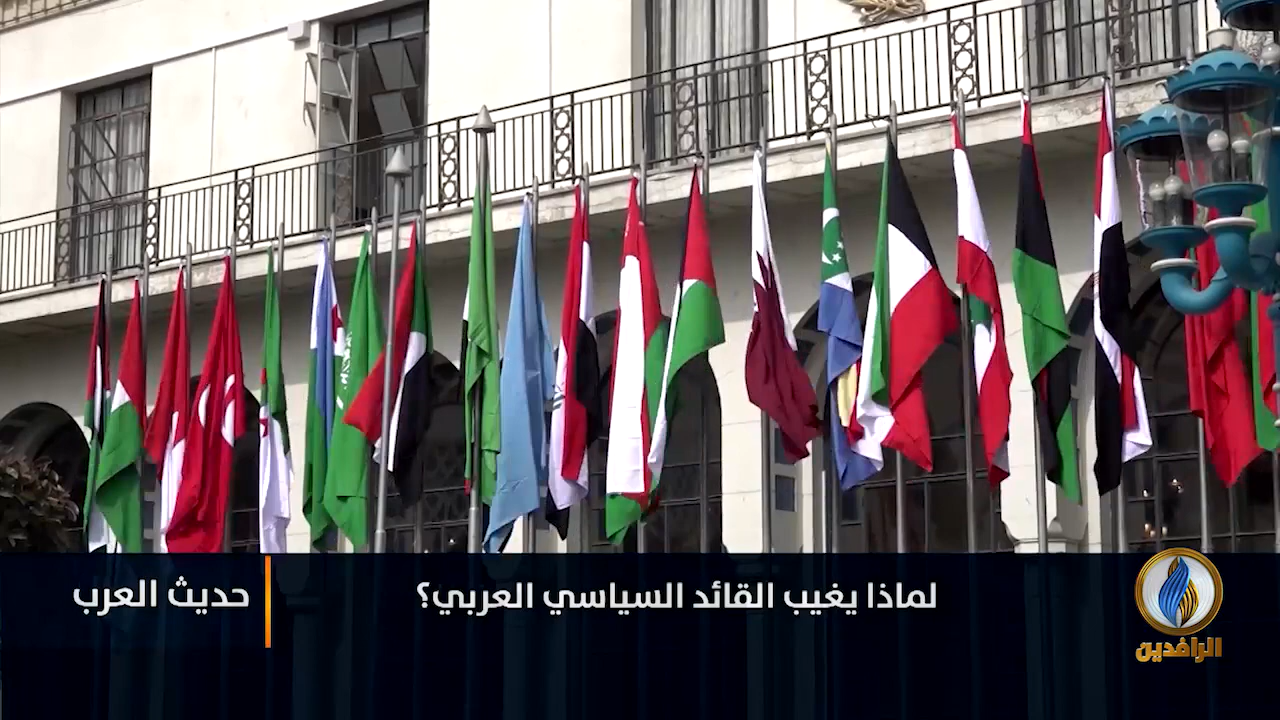 لماذا يغيب القائد السياسي العربي؟
حديث العرب
الرافدين